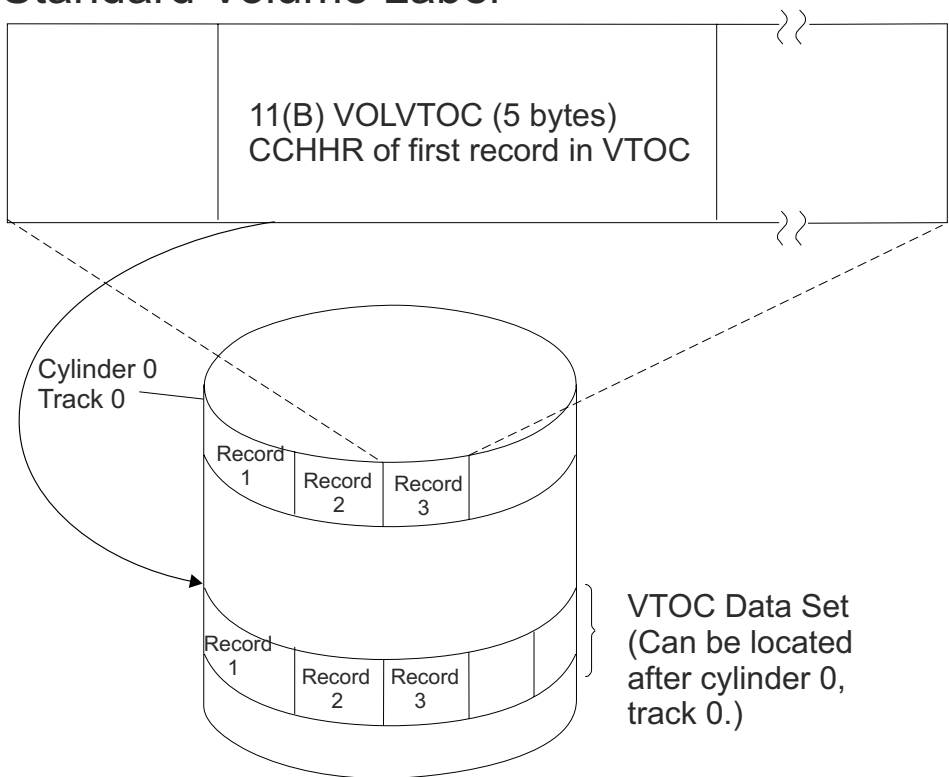 Standard Volume Label
11(B) VOLVTOC (5 bytes)
CCHHR of first record in VTOC
Cylinder 0
Track 0
Record
1
Record
2
Record
3
Record
1
Record
2
Record
3
VTOC Data Set
(Can be located
after cylinder 0,
track 0.)